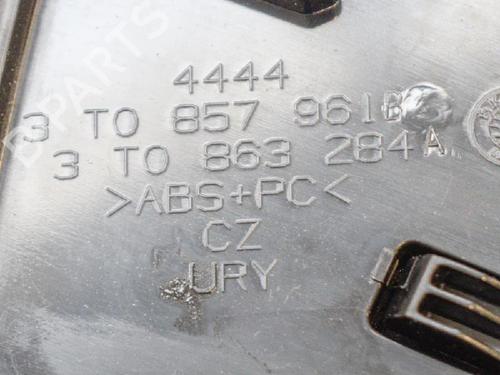 4444
3 T0 857 961B
3 T0 863 284A
>ABS+PC<
CZ
URY